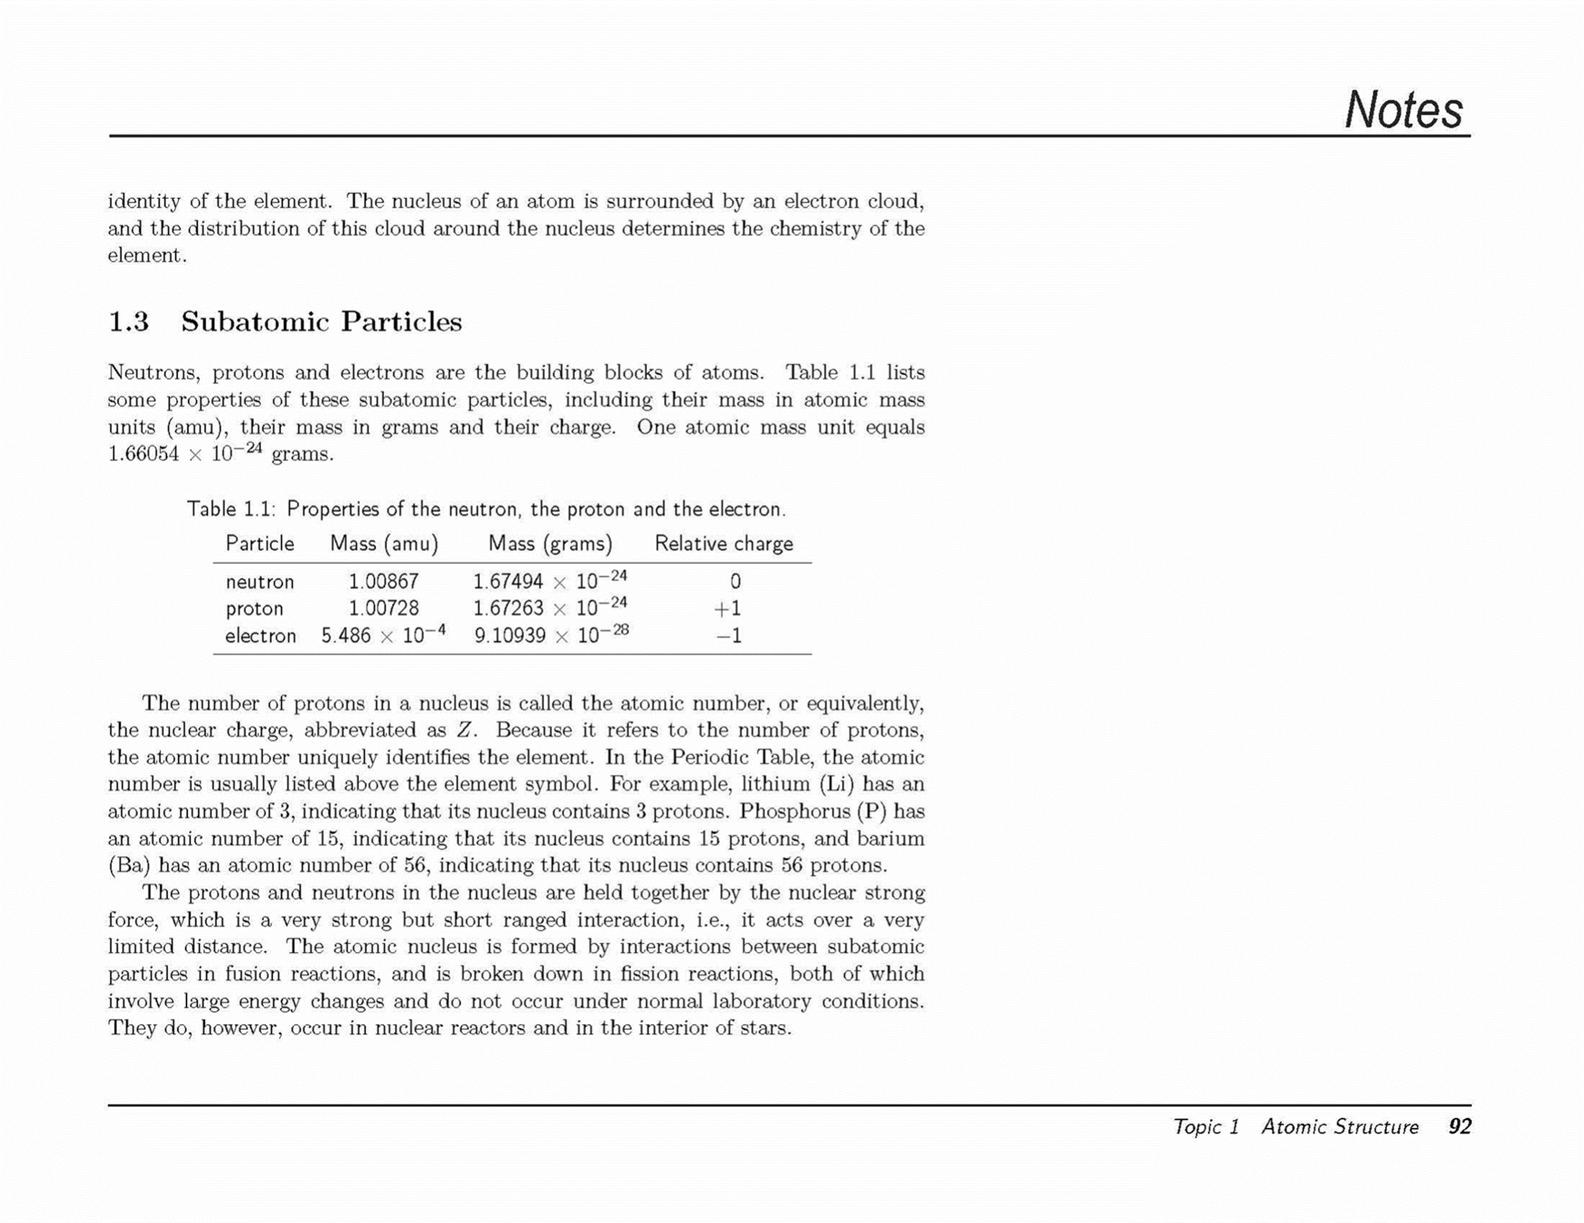 Notes
identity of the element. The nucleus of an atom is surrounded by an electron cloud,
and the distribution of this cloud around the nucleus determines the chemistry of the
element.
1.3 Subatomic Particles
Neutrons, protons and electrons are the building blocks of atoms. Table 1.1 lists
some properties of these subatomic particles, including their mass in atomic mass
units (amu), their mass in grams and their charge. One atomic mass unit equals
1.66054 × 10⁻²⁴ grams.
Table 1.1: Properties of the neutron, the proton and the electron.
Particle Mass (amu) Mass (grams) Relative charge
neutron 1.00867 1.67494 × 10⁻²⁴ 0
proton 1.00728 1.67263 × 10⁻²⁴ +1
electron 5.486 × 10⁻⁴ 9.10939 × 10⁻²⁸ −1
The number of protons in a nucleus is called the atomic number, or equivalently,
the nuclear charge, abbreviated as Z. Because it refers to the number of protons,
the atomic number uniquely identifies the element. In the Periodic Table, the atomic
number is usually listed above the element symbol. For example, lithium (Li) has an
atomic number of 3, indicating that its nucleus contains 3 protons. Phosphorus (P) has
an atomic number of 15, indicating that its nucleus contains 15 protons, and barium
(Ba) has an atomic number of 56, indicating that its nucleus contains 56 protons.
The protons and neutrons in the nucleus are held together by the nuclear strong
force, which is a very strong but short ranged interaction, i.e., it acts over a very
limited distance. The atomic nucleus is formed by interactions between subatomic
particles in fusion reactions, and is broken down in fission reactions, both of which
involve large energy changes and do not occur under normal laboratory conditions.
They do, however, occur in nuclear reactors and in the interior of stars.
Topic 1 Atomic Structure 92